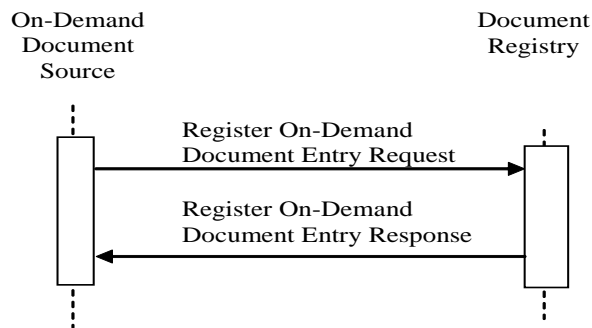 On-Demand
Document
Source
Document
Registry
Register On-Demand
Document Entry Request
Register On-Demand
Document Entry Response